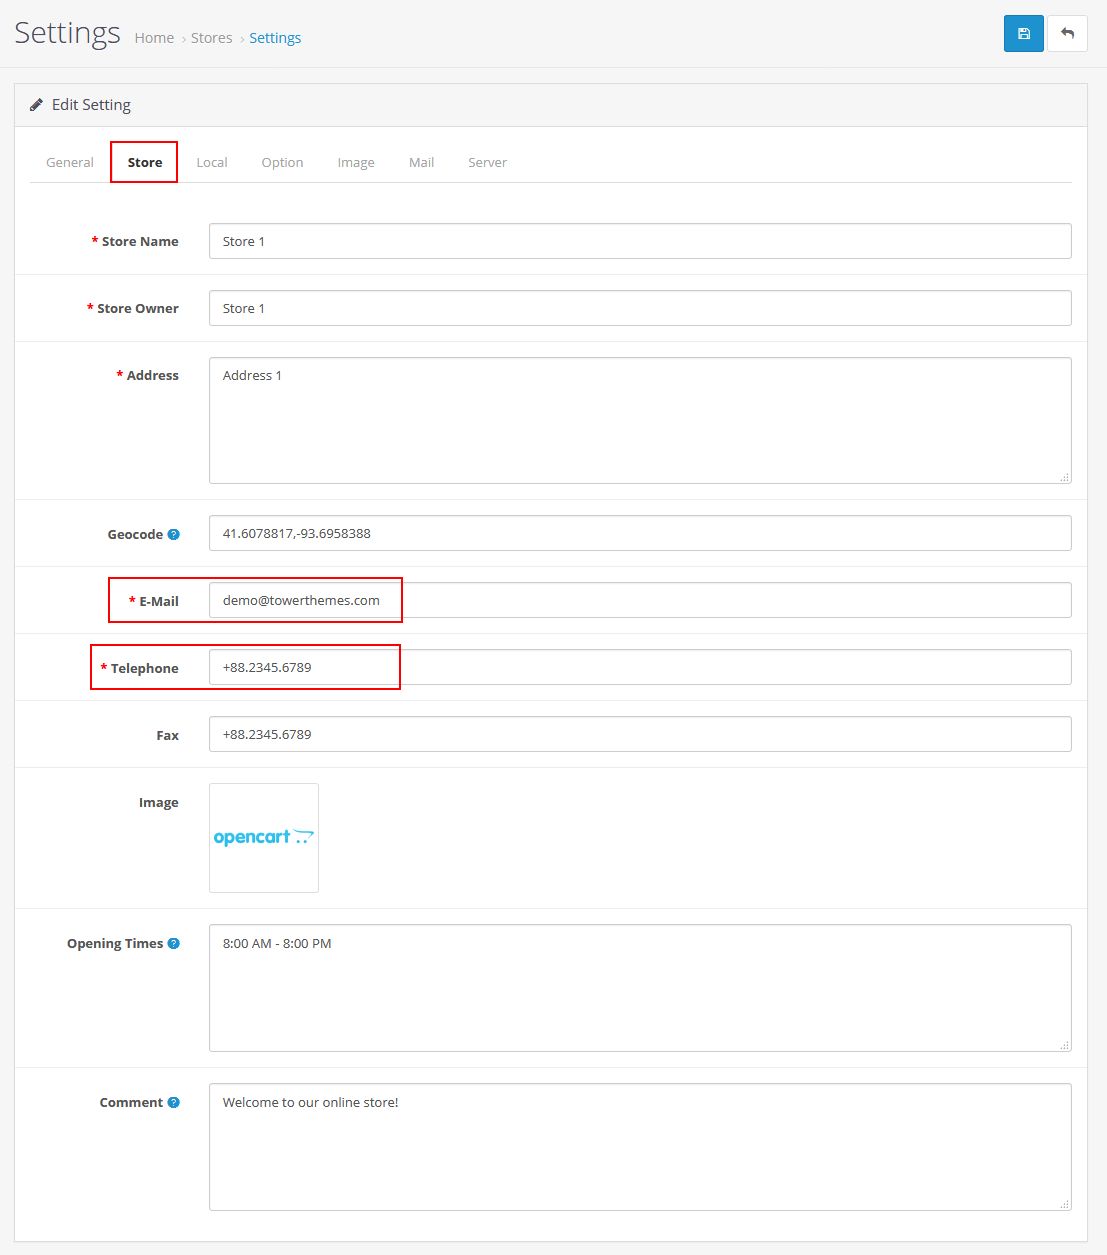 Settings Home › Stores › Settings
Edit Setting
General Store Local Option Image Mail Server
* Store Name Store 1
* Store Owner Store 1
* Address Address 1
Geocode ? 41.6078817,-93.6958388
* E-Mail demo@towerthemes.com
* Telephone +88.2345.6789
Fax +88.2345.6789
Image
opencart
Opening Times ? 8:00 AM - 8:00 PM
Comment ? Welcome to our online store!